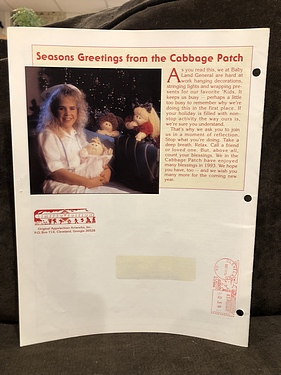 Seasons Greetings from the Cabbage Patch
As you read this, we at Baby
Land General are hard at
work hanging decorations,
stringing lights and wrapping pre-
sents for our favorite 'Kids. It
keeps us busy -- perhaps even
too busy to remember why we're
doing this in the first place. If
your holiday is filled with non-
stop activity the way ours is,
we're sure you understand.
That's why we ask you to join
us in a moment of reflection.
Stop what you're doing. Take a
deep breath. Relax. Call a friend
or loved one. But, above all,
count your blessings. We in the
Cabbage Patch have enjoyed
many blessings in 1992. We hope
you have, too -- and we wish you
many more for the coming new
year.
Original Appalachian Artworks, Inc.
P.O. Box 714, Cleveland, Georgia 30528